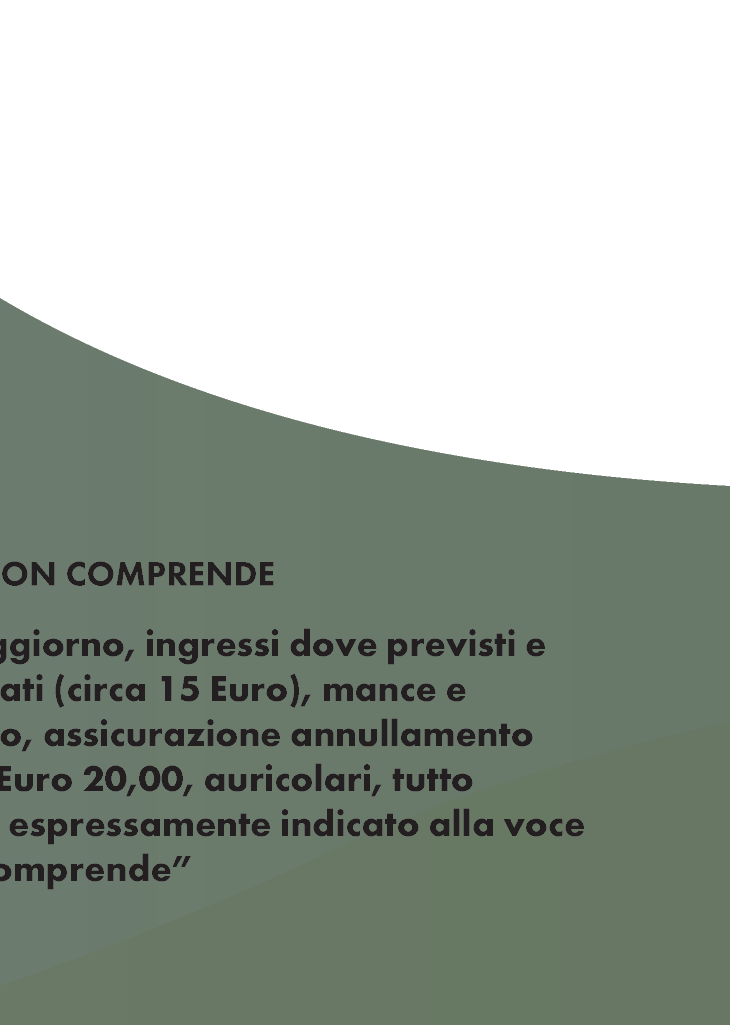 ON COMPRENDE
ggiorno, ingressi dove previsti e
ati (circa 15 Euro), mance e
o, assicurazione annullamento
Euro 20,00, auricolari, tutto
espressamente indicato alla voce
omprende”